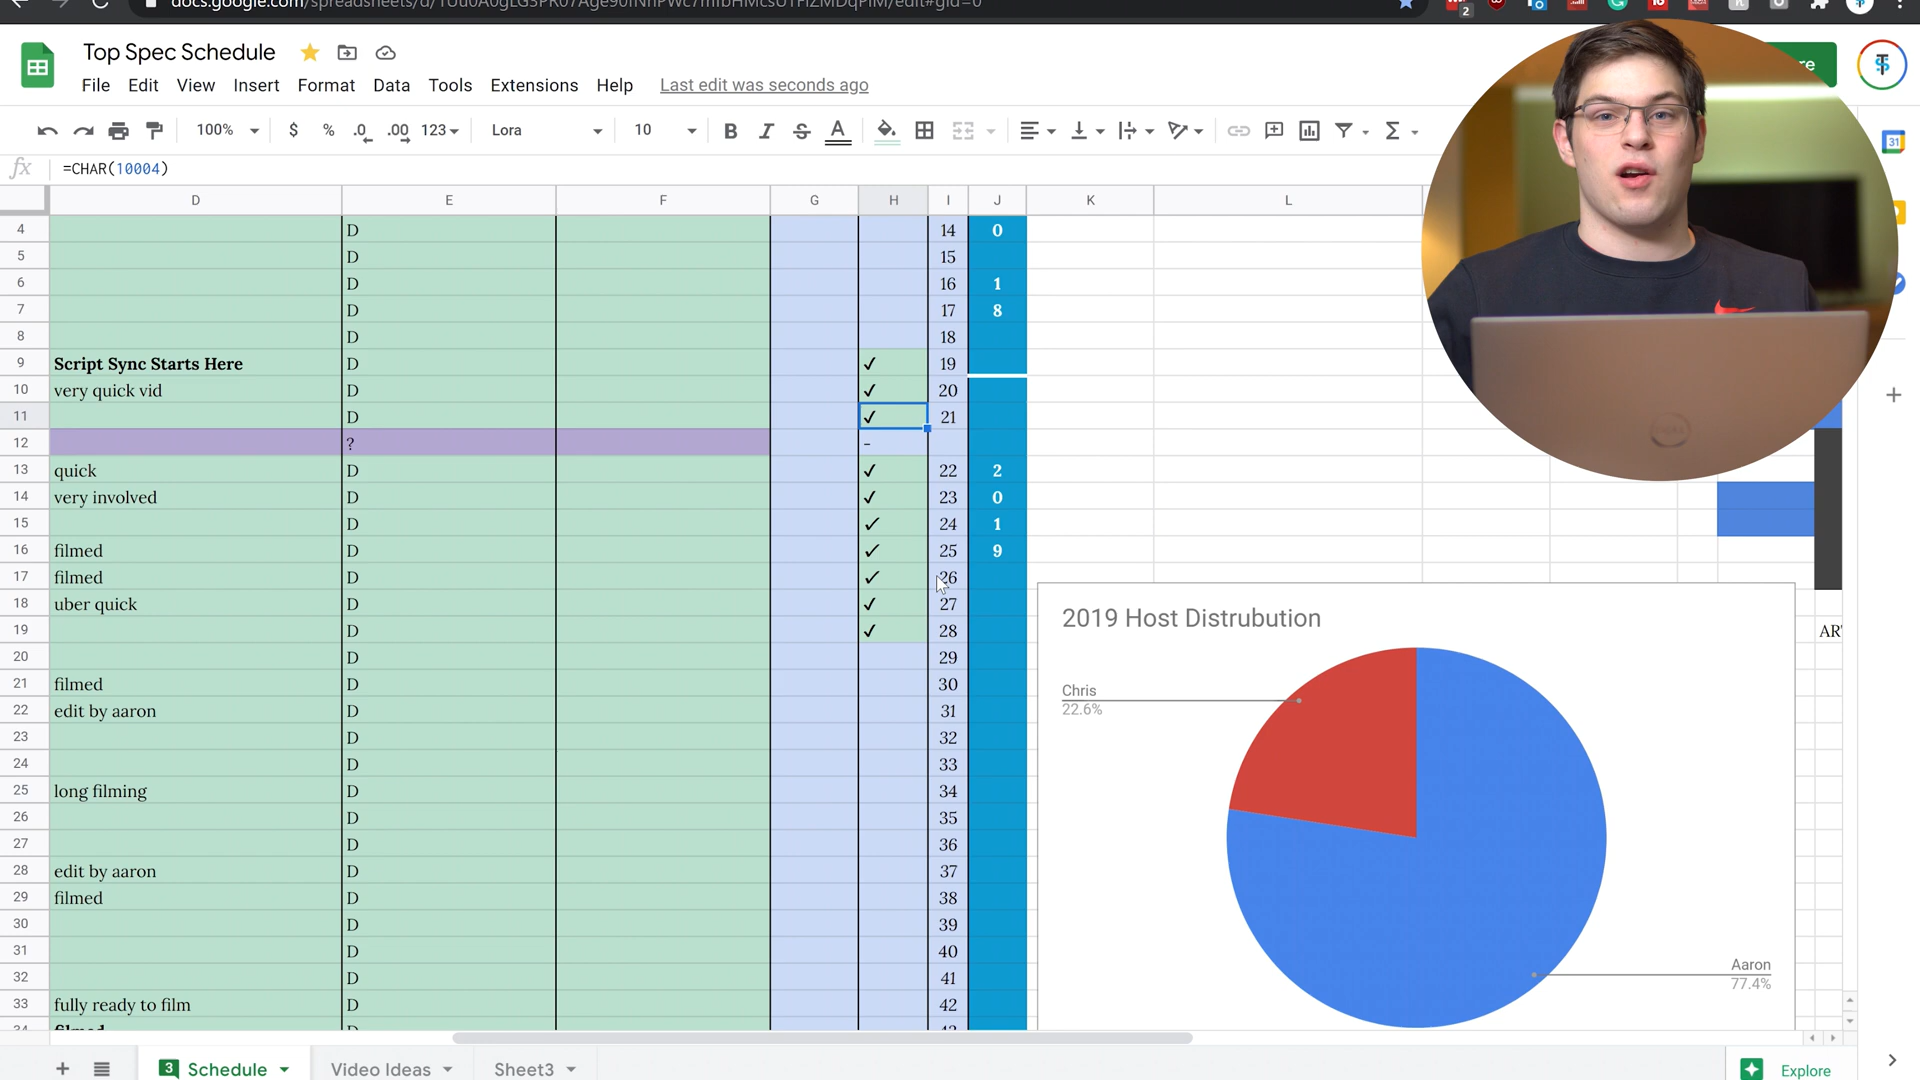 Top Spec Schedule
File Edit View Insert Format Data Tools Extensions Help Last edit was seconds ago
100% $ % .0 .00 123 Lora 10 B I S A
fx =CHAR(10004)
D E F G H I J K L
4 D 14 0
5 D 15
6 D 16 1
7 D 17 8
8 D 18
9 Script Sync Starts Here D ✓ 19
10 very quick vid D ✓ 20
11 D ✓ 21
12 ? -
13 quick D ✓ 22 2
14 very involved D ✓ 23 0
15 D ✓ 24 1
16 filmed D ✓ 25 9
17 filmed D ✓ 26
18 uber quick D ✓ 27
19 D ✓ 28
20 D 29
21 filmed D 30
22 edit by aaron D 31
23 D 32
24 D 33
25 long filming D 34
26 D 35
27 D 36
28 edit by aaron D 37
29 filmed D 38
30 D 39
31 D 40
32 D 41
33 fully ready to film D 42
2019 Host Distrubution
Chris
22.6%
Aaron
77.4%
3 Schedule Video Ideas Sheet3
Explore
31
DELL